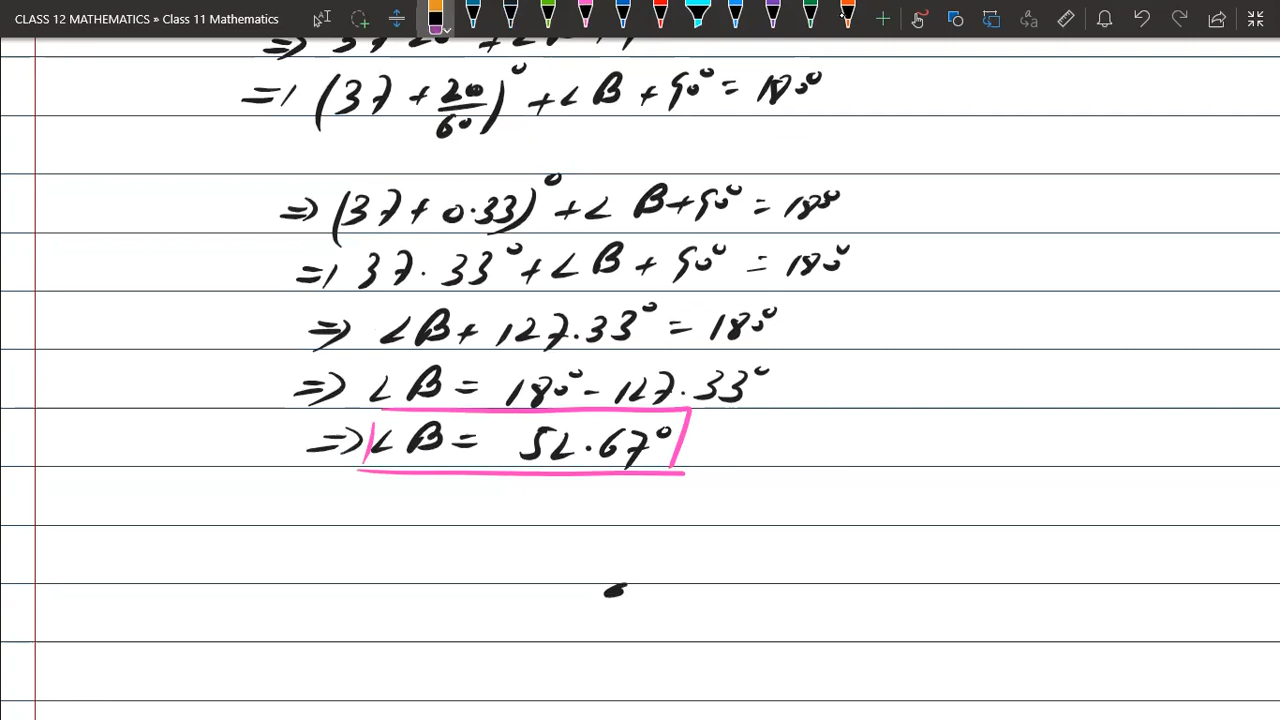 CLASS 12 MATHEMATICS » Class 11 Mathematics
=> (37 + 20/60)° + ∠B + 90° = 180°
=> (37 + 0.33)° + ∠B + 90° = 180°
=> 37.33° + ∠B + 90° = 180°
=> ∠B + 127.33° = 180°
=> ∠B = 180° - 127.33°
=> ∠B = 52.67°